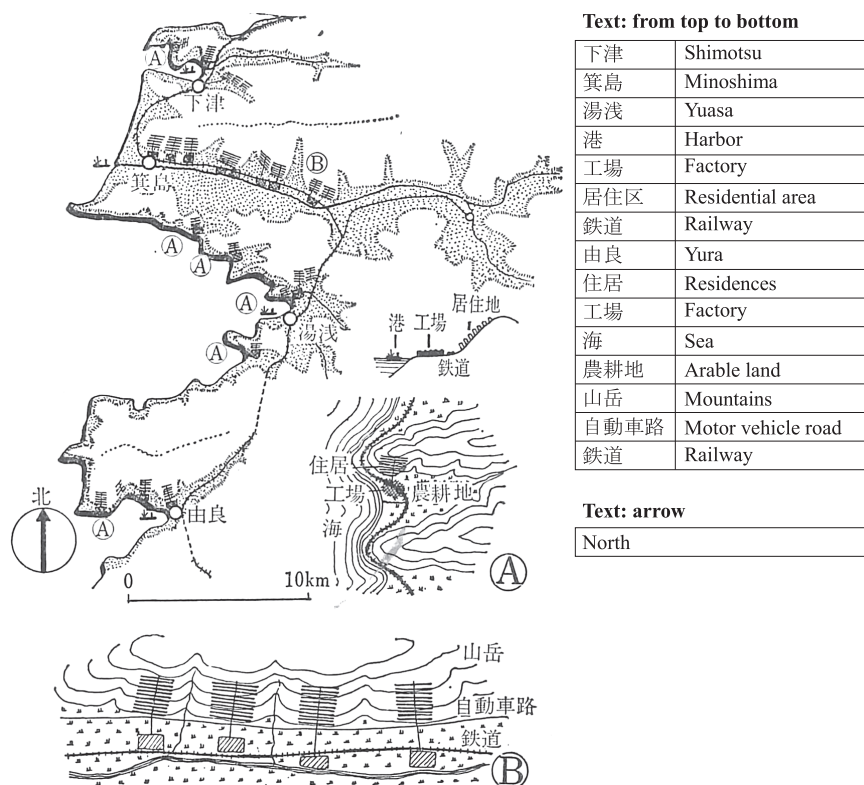 Text: from top to bottom
下津 Shimotsu
箕島 Minoshima
湯浅 Yuasa
港 Harbor
工場 Factory
居住区 Residential area
鉄道 Railway
由良 Yura
住居 Residences
工場 Factory
海 Sea
農耕地 Arable land
山岳 Mountains
自動車路 Motor vehicle road
鉄道 Railway
Text: arrow
North
A
下津
B
箕島
A
A
A
居住地
港 工場
湯浅
A
鉄道
住居
工場 農耕地
北
海
A
由良
0 10km
A
山岳
自動車路
鉄道
B